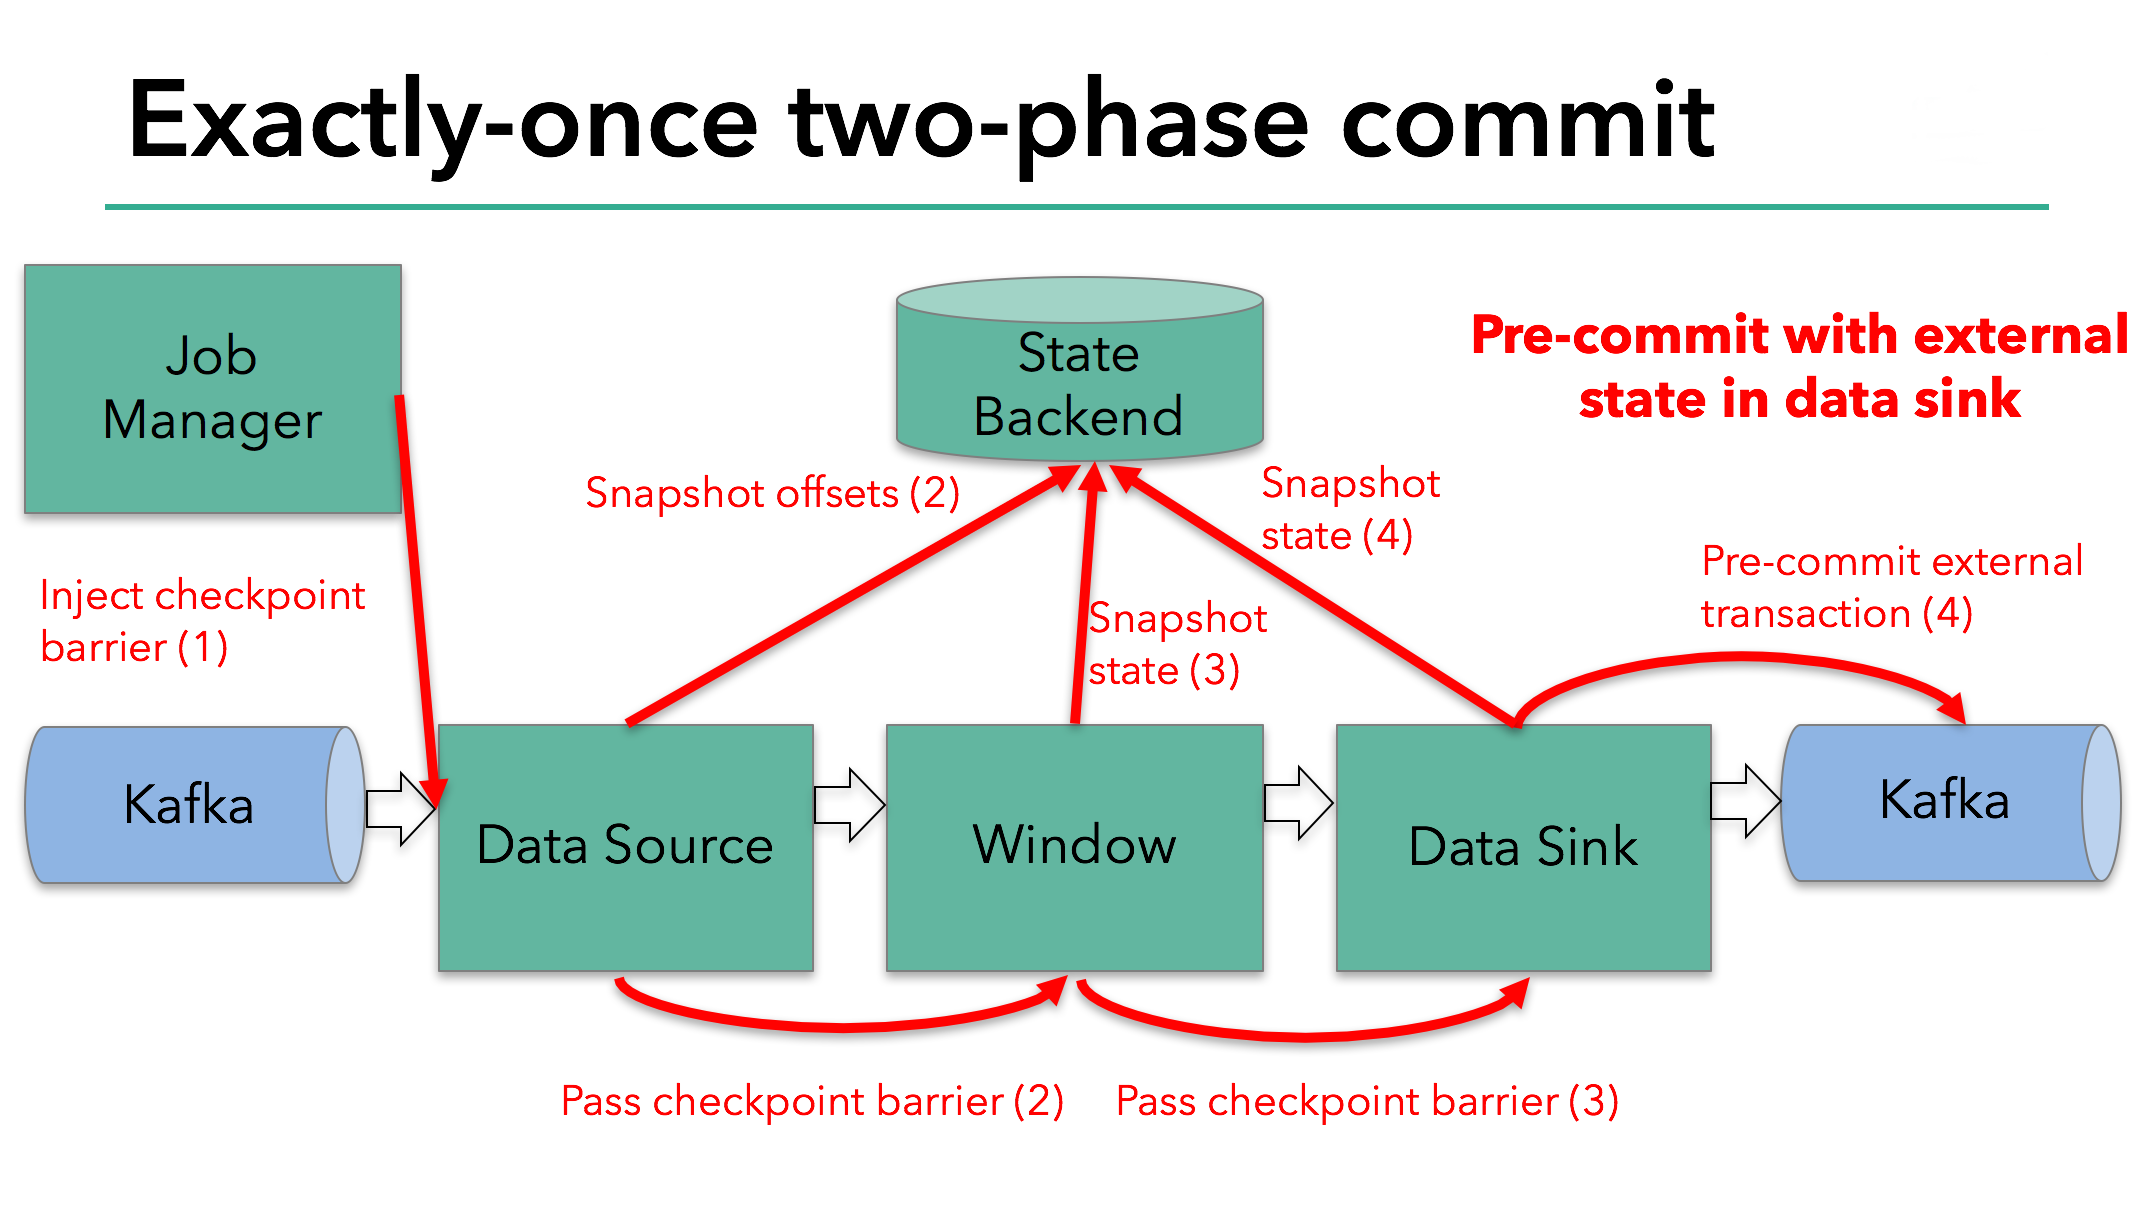 Exactly-once two-phase commit
Job
Manager
State
Backend
Pre-commit with external
state in data sink
Snapshot offsets (2)
Snapshot
state (4)
Pre-commit external
transaction (4)
Inject checkpoint
barrier (1)
Snapshot
state (3)
Kafka
Data Source
Window
Data Sink
Kafka
Pass checkpoint barrier (2)
Pass checkpoint barrier (3)